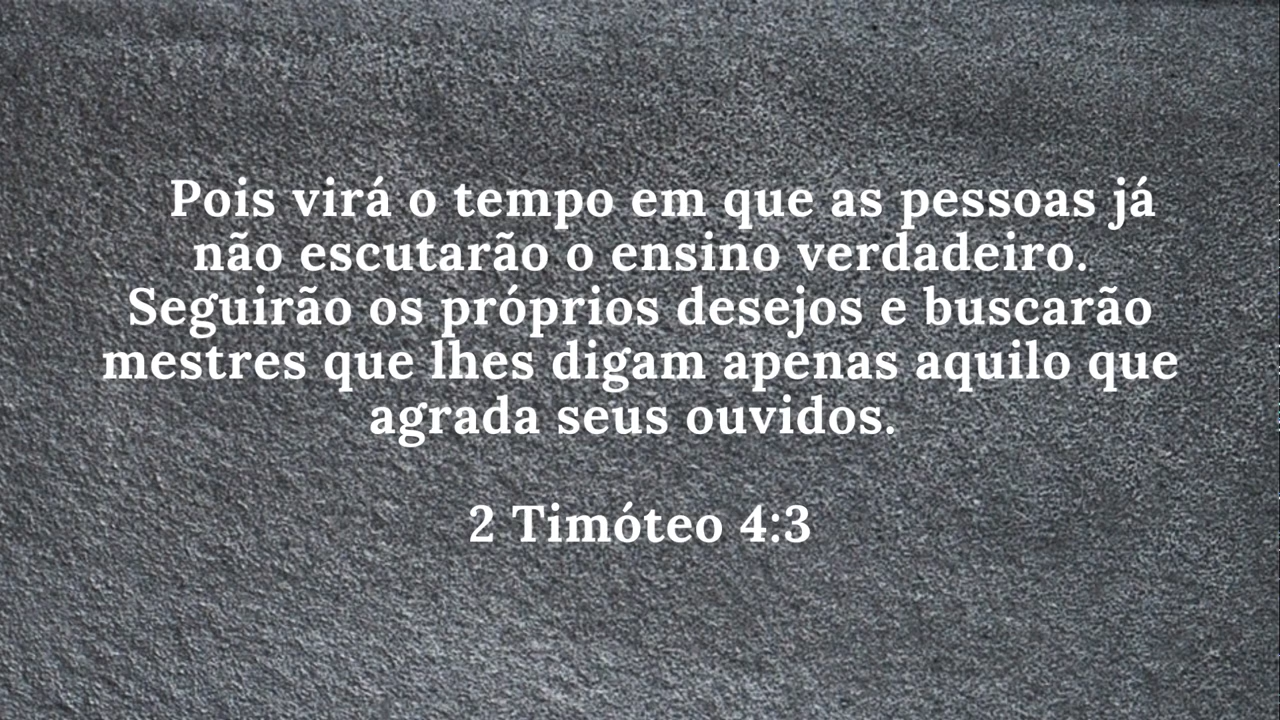 Pois virá o tempo em que as pessoas já
não escutarão o ensino verdadeiro.
Seguirão os próprios desejos e buscarão
mestres que lhes digam apenas aquilo que
agrada seus ouvidos.
2 Timóteo 4:3